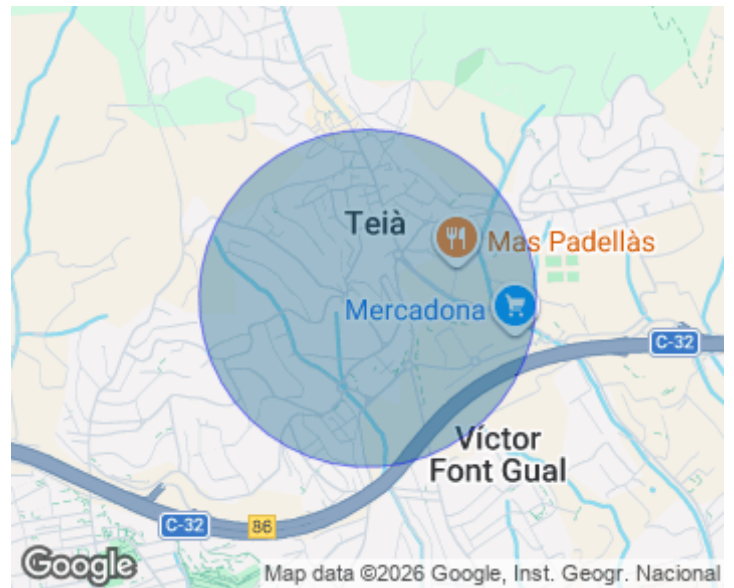 Teià
Mas Padellàs
Mercadona
C-32
Víctor
Font Gual
C-32
86
Google
Map data ©2026 Google, Inst. Geogr. Nacional